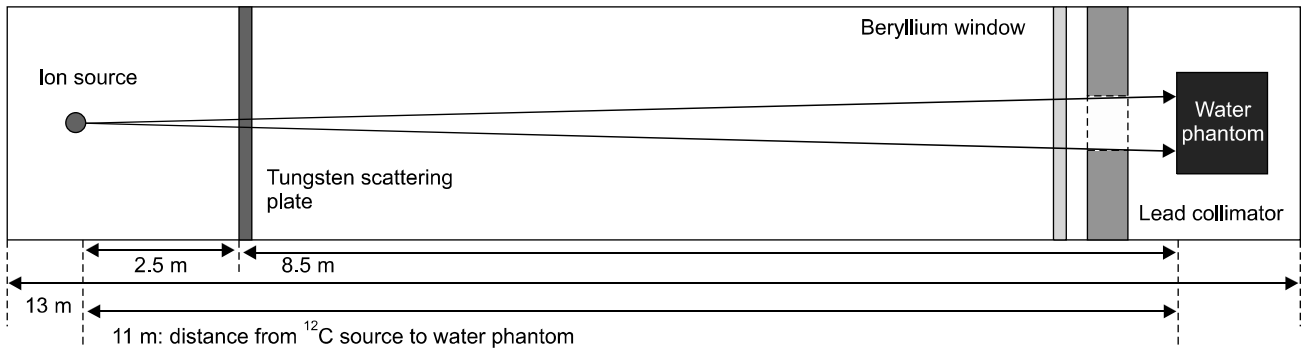 Beryllium window
Ion source
Water
phantom
Tungsten scattering
plate
Lead collimator
2.5 m
8.5 m
13 m
11 m: distance from ¹²C source to water phantom